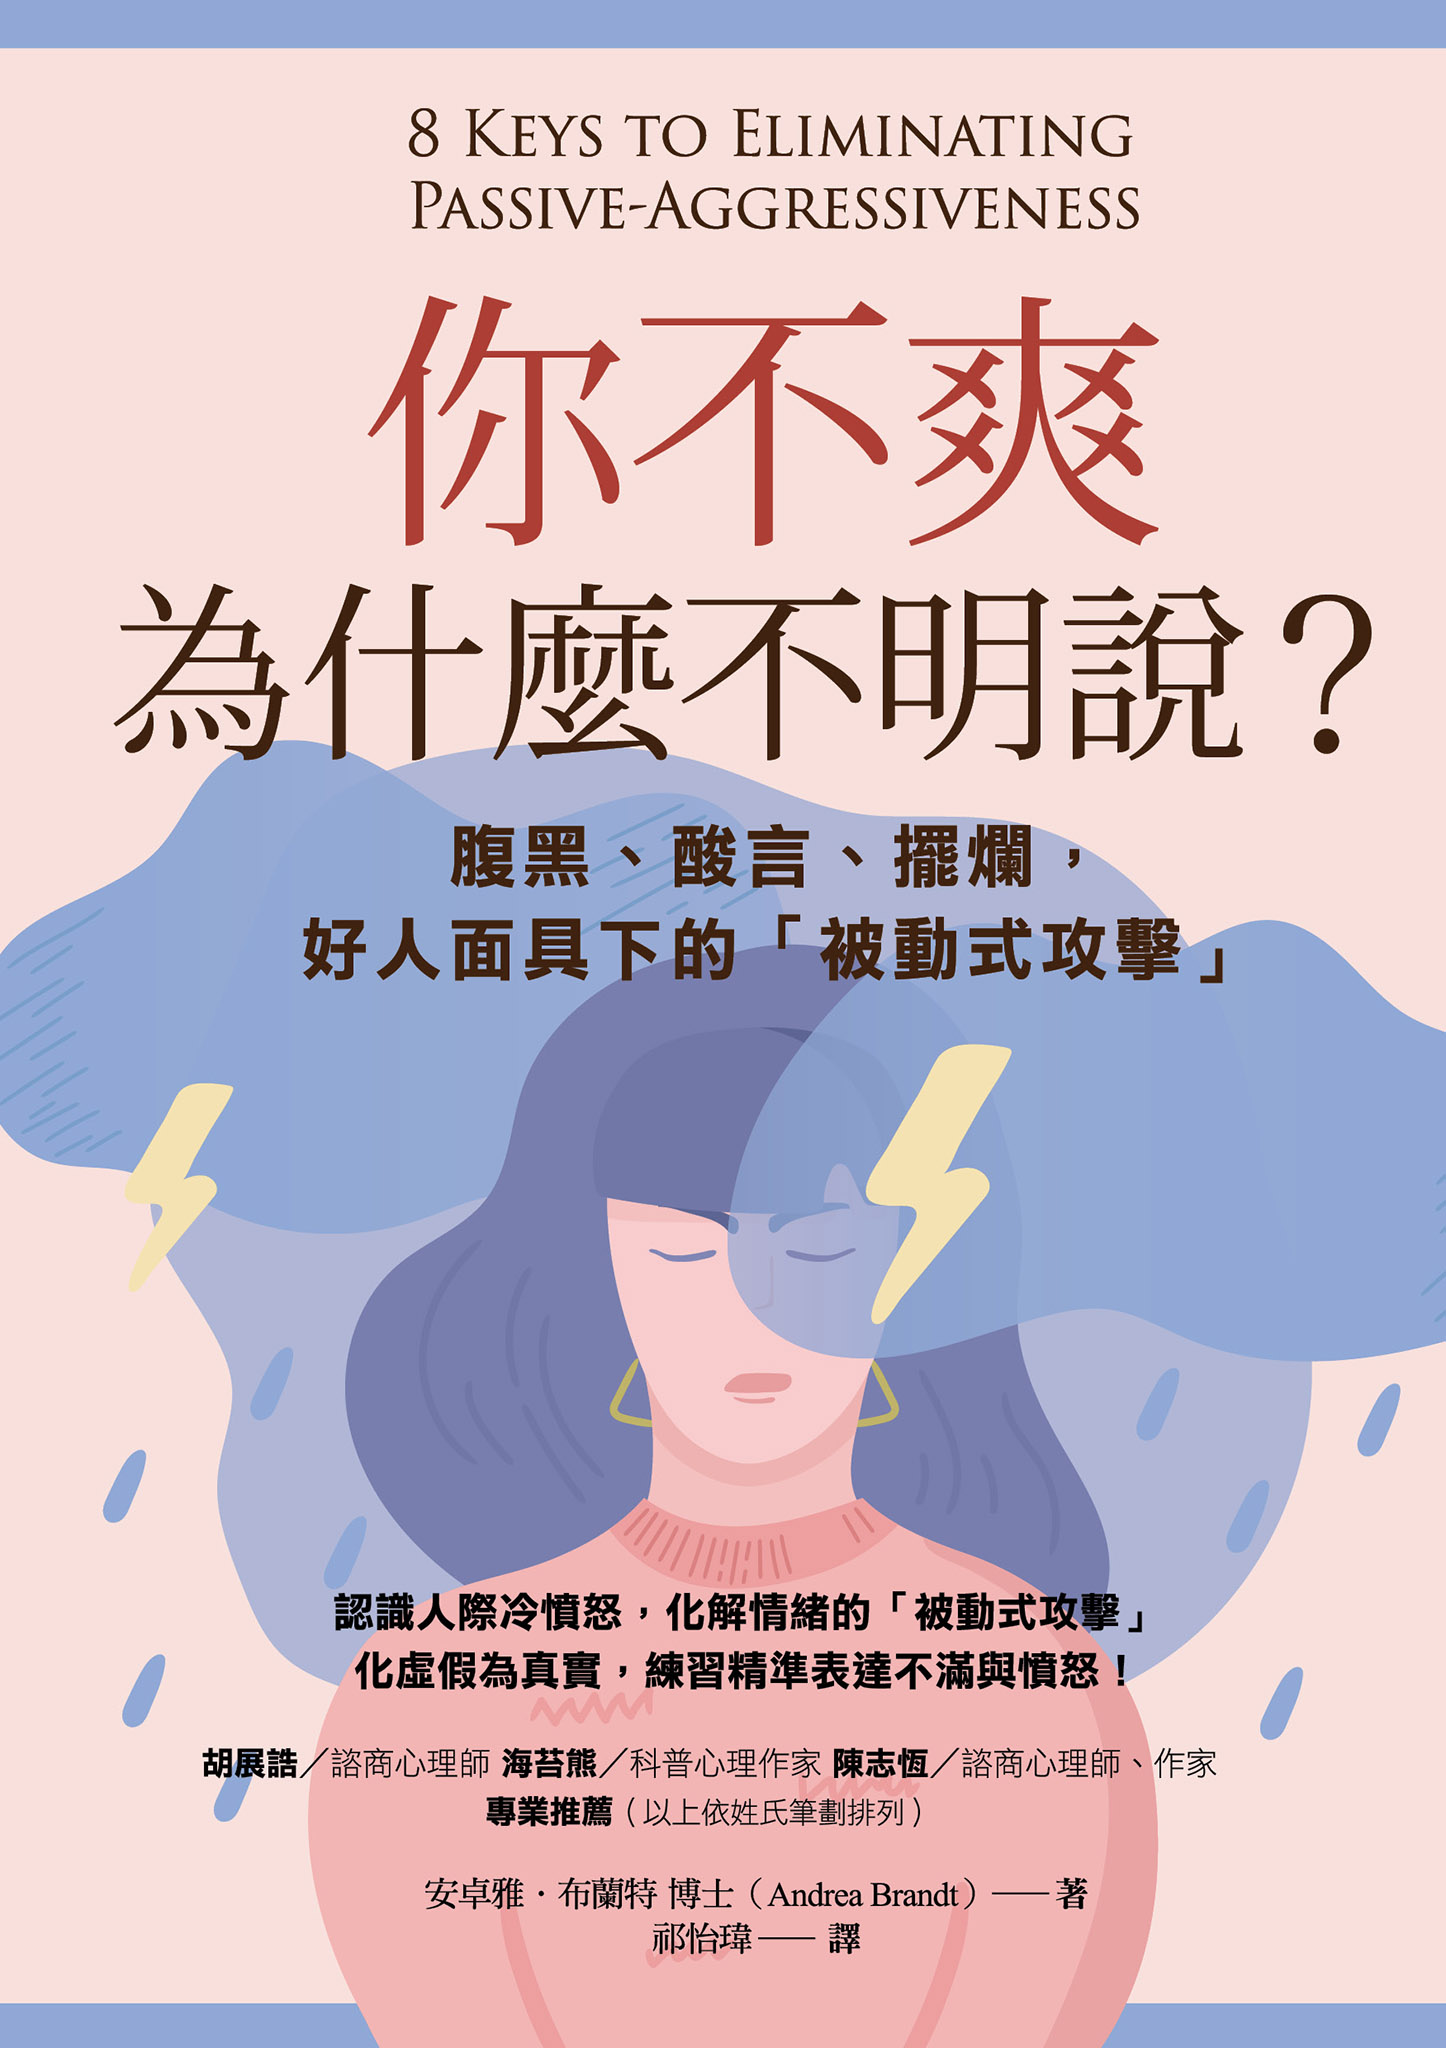 8 KEYS TO ELIMINATING
PASSIVE-AGGRESSIVENESS
你不爽
為什麼不明說？
腹黑、酸言、擺爛，
好人面具下的「被動式攻擊」
認識人際冷憤怒，化解情緒的「被動式攻擊」
化虛假為真實，練習精準表達不滿與憤怒！
胡展誥／諮商心理師 海苔熊／科普心理作家 陳志恆／諮商心理師、作家
專業推薦（以上依姓氏筆劃排列）
安卓雅．布蘭特 博士（Andrea Brandt）——著
祁怡瑋—— 譯